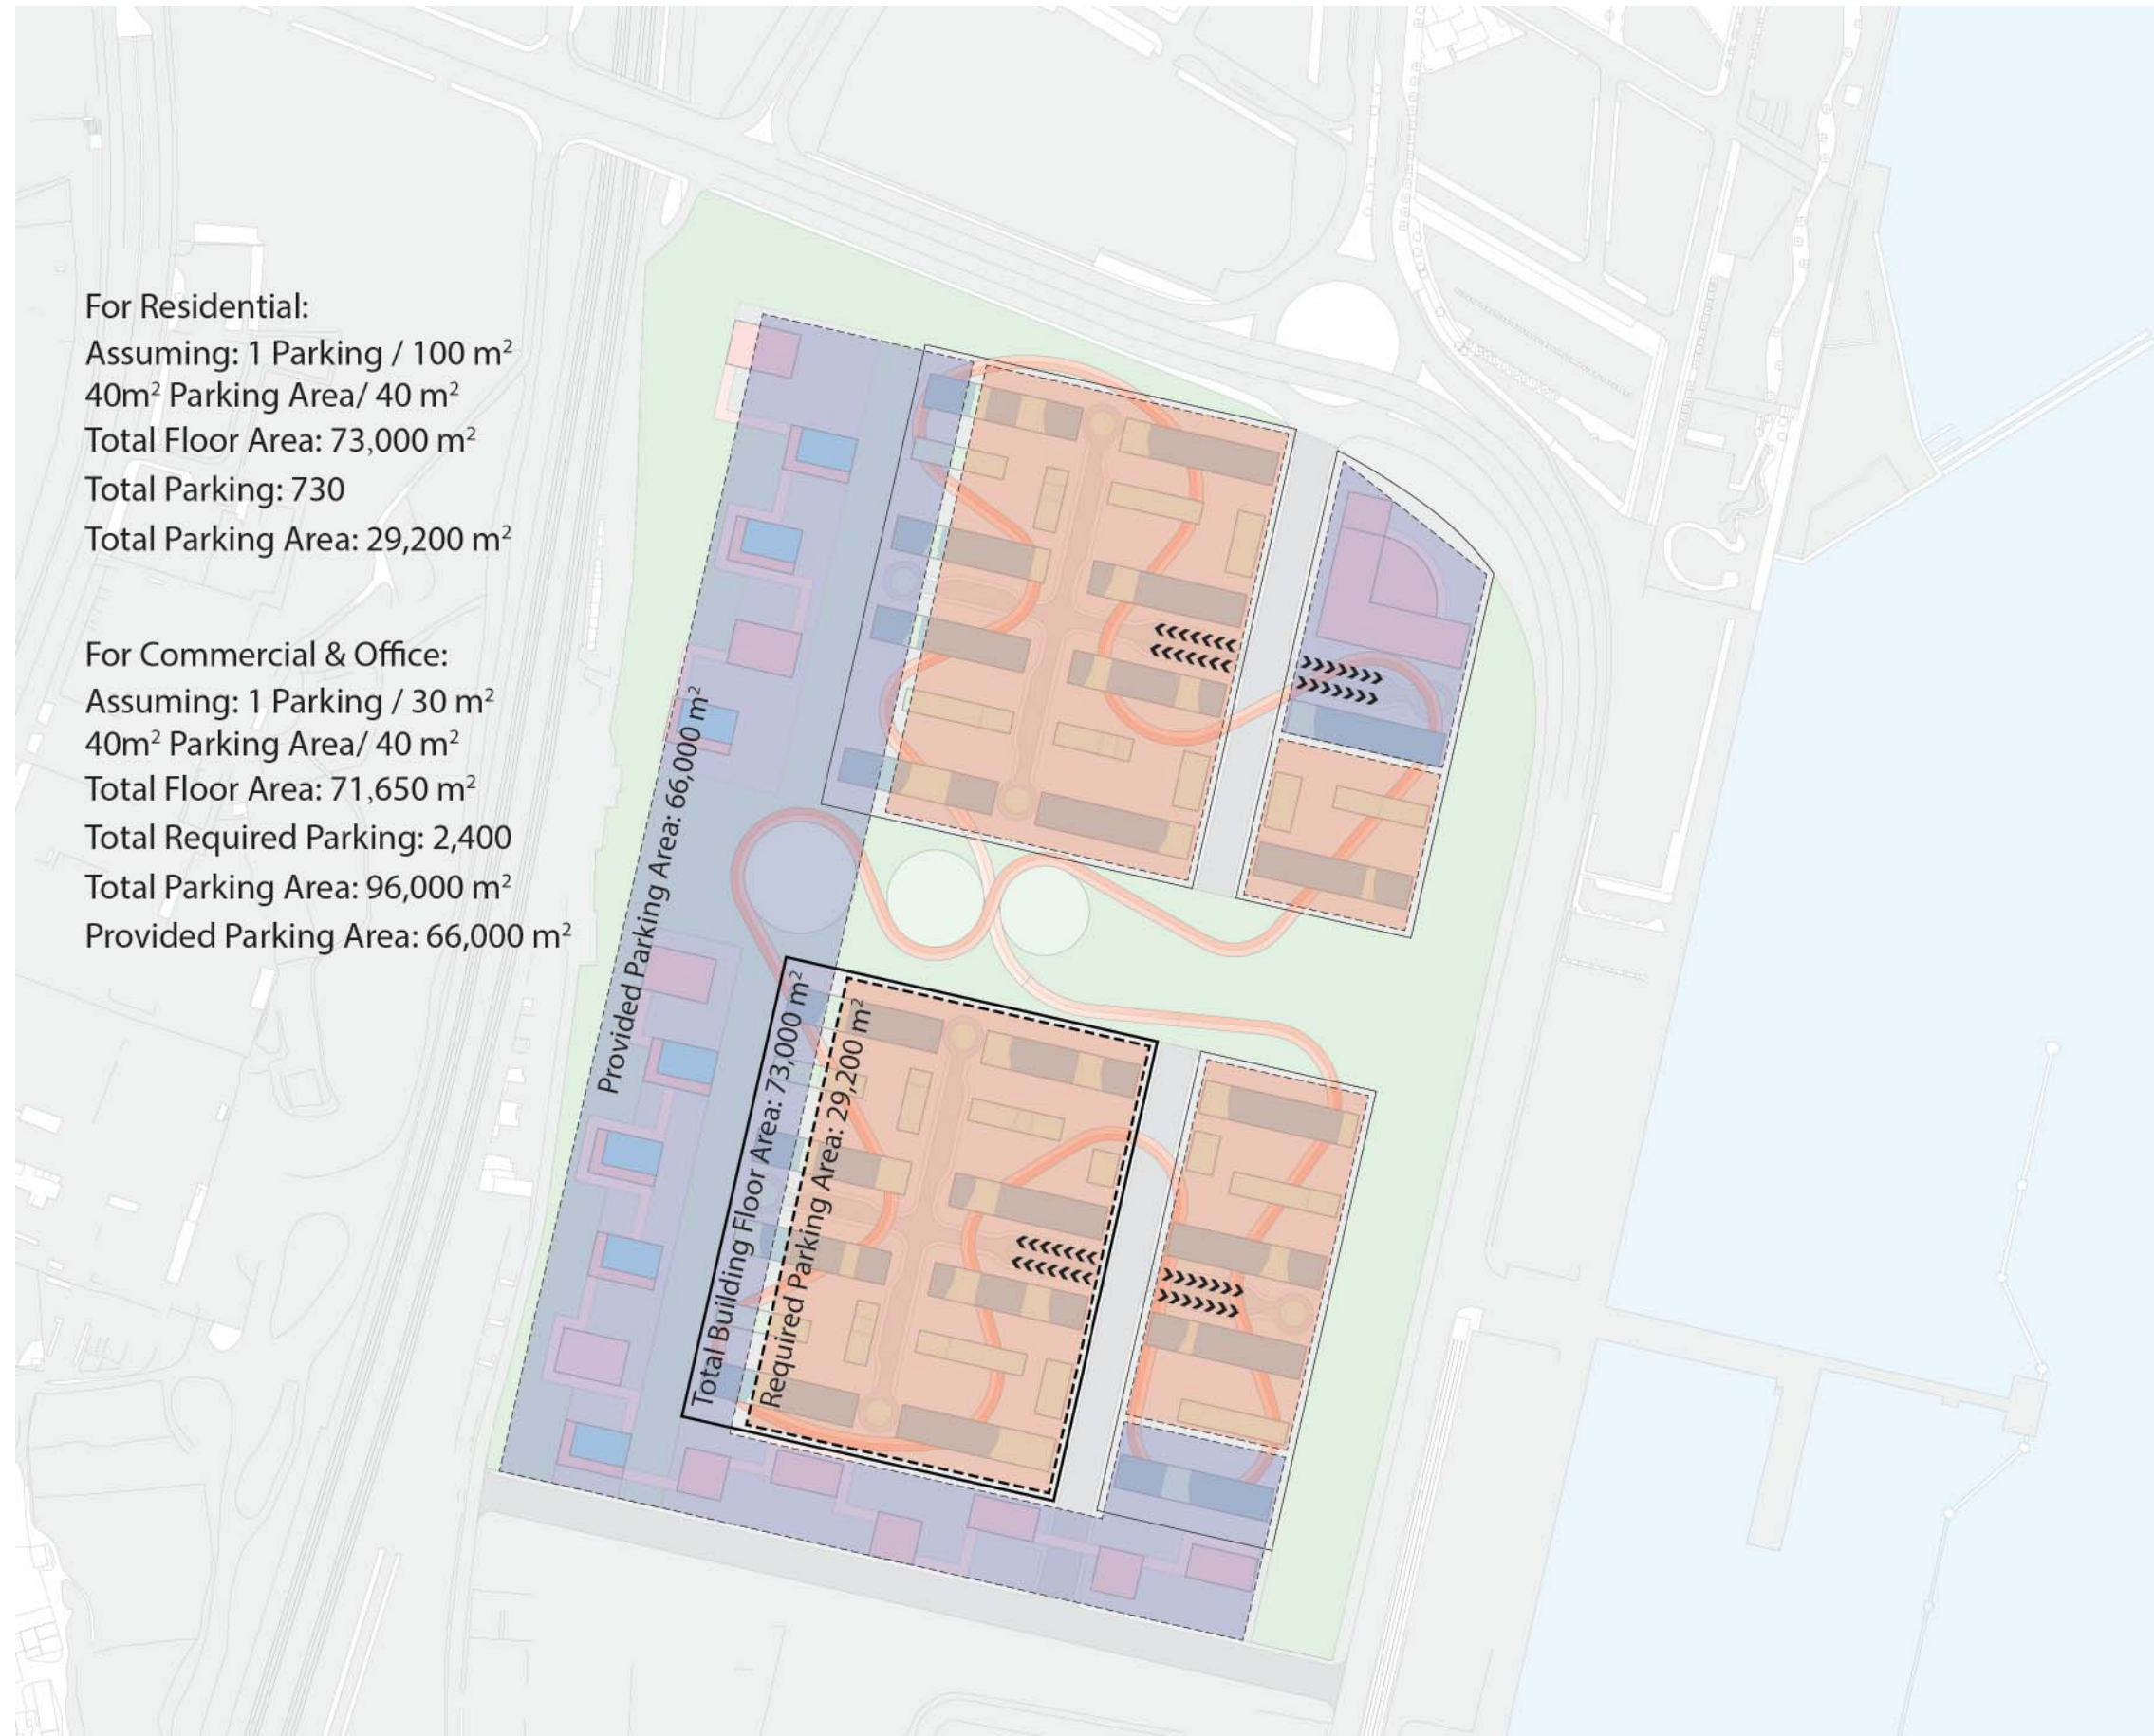 For Residential:
Assuming: 1 Parking / 100 m²
40m² Parking Area/ 40 m²
Total Floor Area: 73,000 m²
Total Parking: 730
Total Parking Area: 29,200 m²
For Commercial & Office:
Assuming: 1 Parking / 30 m²
40m² Parking Area/ 40 m²
Total Floor Area: 71,650 m²
Total Required Parking: 2,400
Total Parking Area: 96,000 m²
Provided Parking Area: 66,000 m²
Provided Parking Area: 66,000 m²
Total Building Floor Area: 73,000 m²
Required Parking Area: 29,200 m²